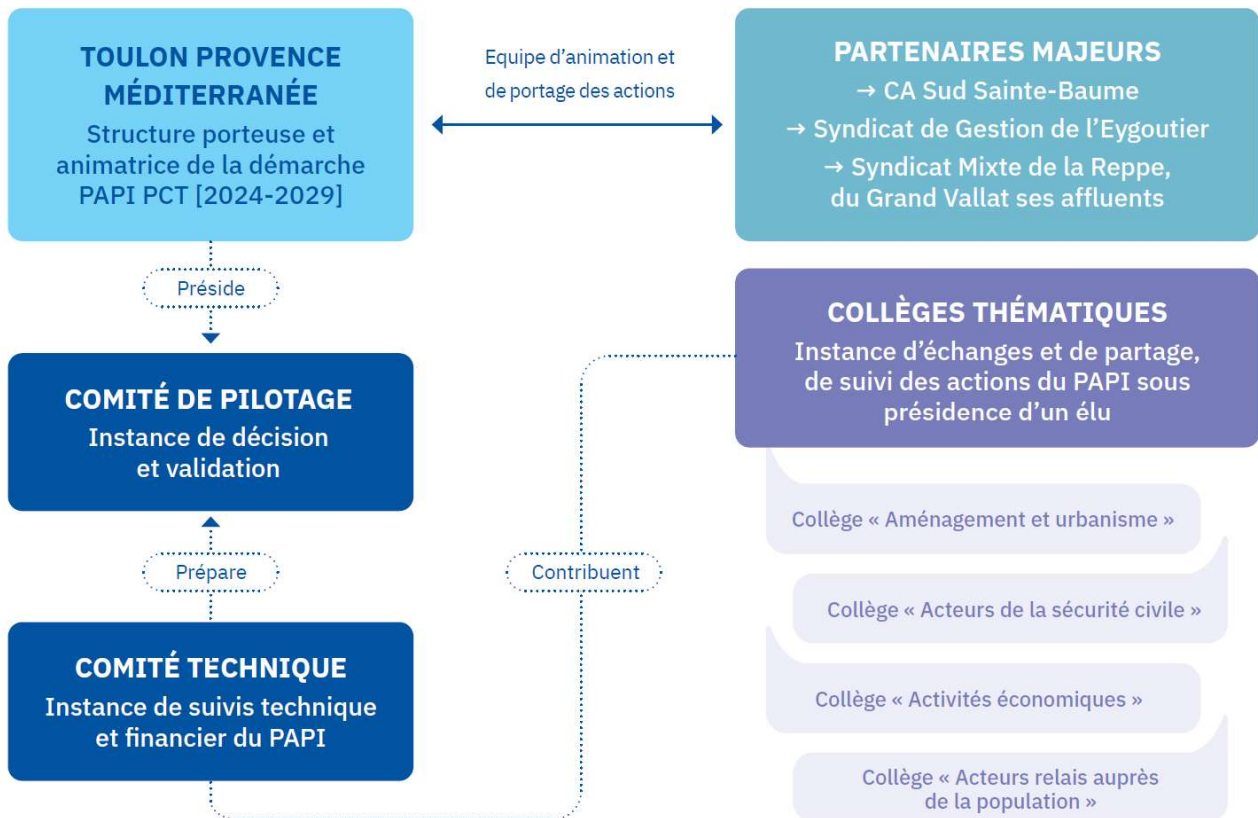 TOULON PROVENCE
MÉDITERRANÉE
Structure porteuse et
animatrice de la démarche
PAPI PCT [2024-2029]
Equipe d'animation et
de portage des actions
PARTENAIRES MAJEURS
→ CA Sud Sainte-Baume
→ Syndicat de Gestion de l'Eygoutier
→ Syndicat Mixte de la Reppe,
du Grand Vallat ses affluents
Préside
COMITÉ DE PILOTAGE
Instance de décision
et validation
Prépare
COMITÉ TECHNIQUE
Instance de suivis technique
et financier du PAPI
Contribuent
COLLÈGES THÉMATIQUES
Instance d'échanges et de partage,
de suivi des actions du PAPI sous
présidence d'un élu
Collège « Aménagement et urbanisme »
Collège « Acteurs de la sécurité civile »
Collège « Activités économiques »
Collège « Acteurs relais auprès
de la population »